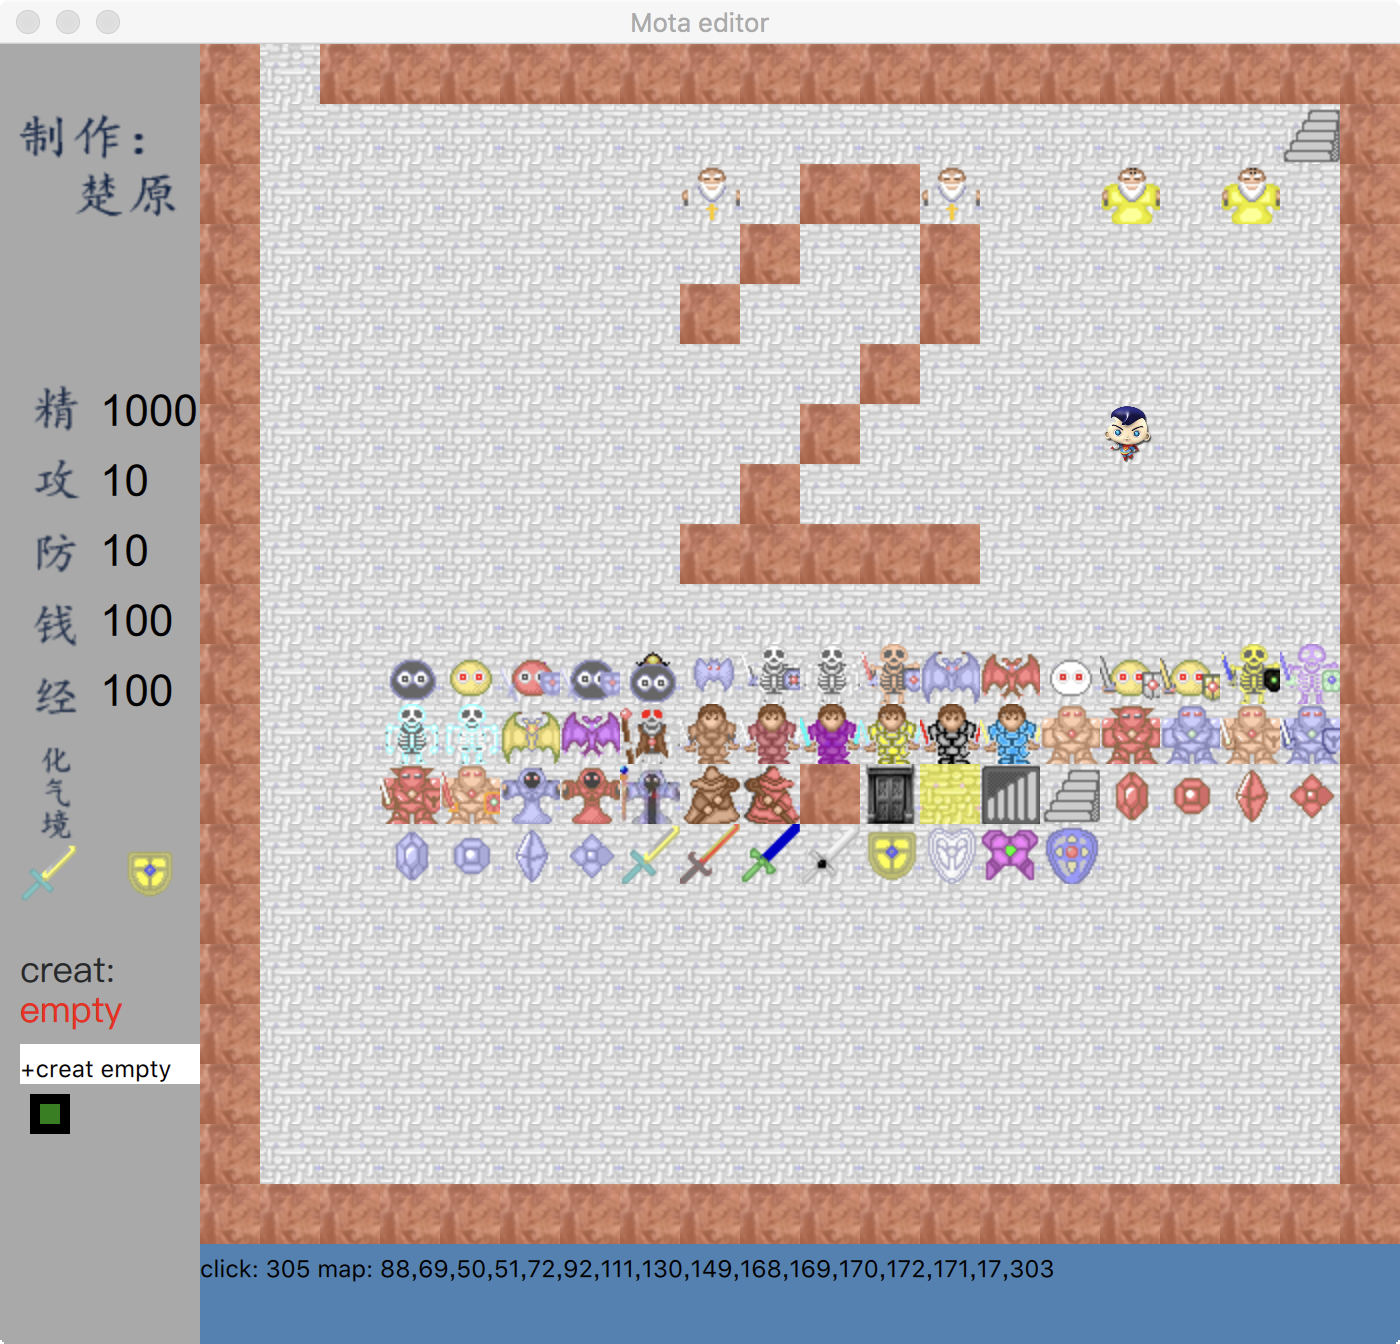 Mota editor
制作:
楚原
精 1000
攻 10
防 10
钱 100
经 100
化气境
creat:
empty
+creat empty
click: 305 map: 88,69,50,51,72,92,111,130,149,168,169,170,172,171,17,303